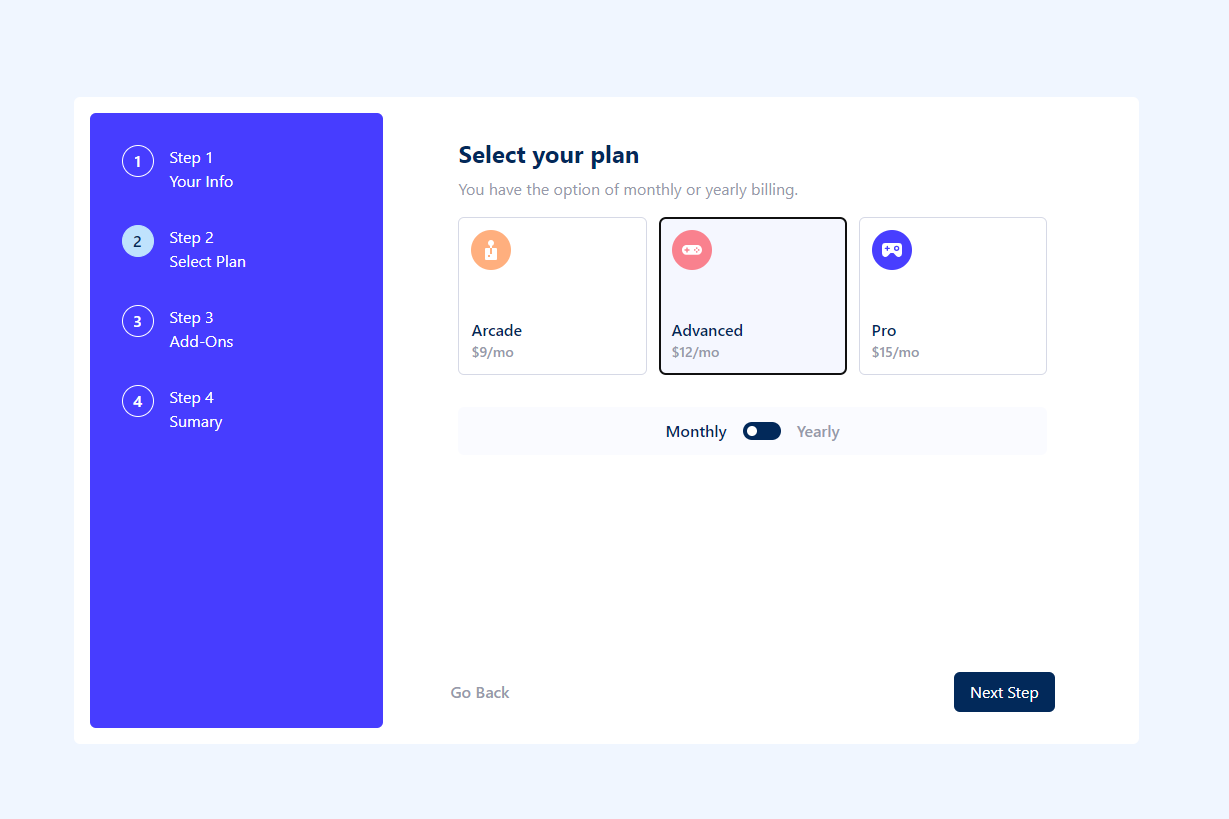 1
Step 1
Your Info
2
Step 2
Select Plan
3
Step 3
Add-Ons
4
Step 4
Sumary
Select your plan
You have the option of monthly or yearly billing.
Arcade
$9/mo
Advanced
$12/mo
Pro
$15/mo
Monthly
Yearly
Go Back
Next Step